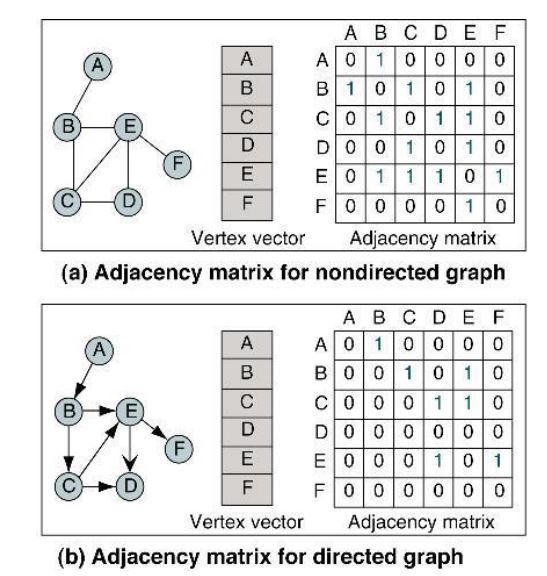 A B C D E F
A A A 0 1 0 0 0 0
B E B B 1 0 1 0 1 0
F C C 0 1 0 1 1 0
C D D D 0 0 1 0 1 0
E E 0 1 1 1 0 1
F F 0 0 0 0 1 0
Vertex vector Adjacency matrix
(a) Adjacency matrix for nondirected graph
A B C D E F
A A A 0 1 0 0 0 0
B E B B 0 0 1 0 1 0
F C C 0 0 0 1 1 0
C D D D 0 0 0 0 0 0
E E 0 0 0 1 0 1
F F 0 0 0 0 0 0
Vertex vector Adjacency matrix
(b) Adjacency matrix for directed graph